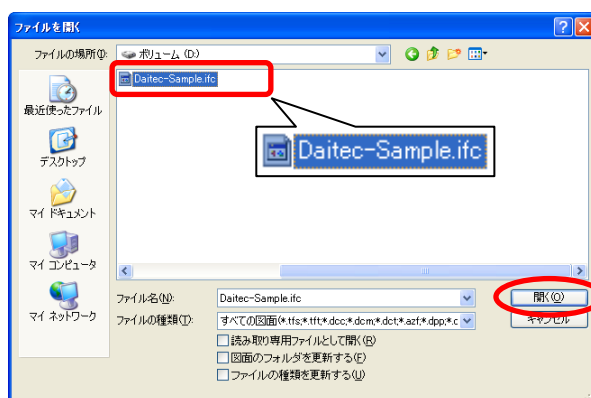 ファイルを開く
ファイルの場所(I):
ボリューム (D:)
Daitec-Sample.ifc
Daitec-Sample.ifc
最近使ったファイル
デスクトップ
マイ ドキュメント
マイ コンピュータ
マイ ネットワーク
ファイル名(N):
Daitec-Sample.ifc
開く(O)
ファイルの種類(T):
すべての図面(*.tfs;*.tft*.dcc;*.dcm;*.dct;*.azf;*.dpp;*.c
キャンセル
読み取り専用ファイルとして開く(R)
図面のフォルダを更新する(F)
ファイルの種類を更新する(U)